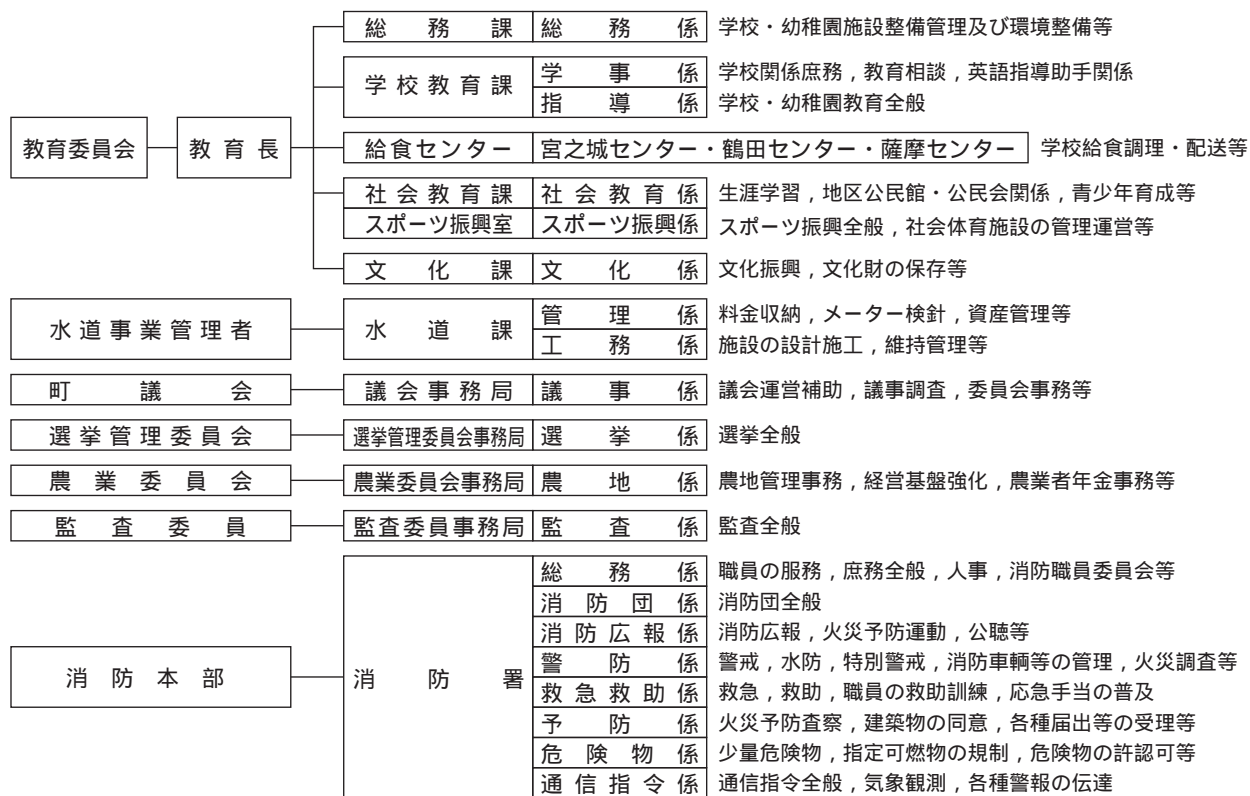 総務課 総務係 学校・幼稚園施設整備管理及び環境整備等
学校教育課 学事係 学校関係庶務，教育相談，英語指導助手関係
指導係 学校・幼稚園教育全般
教育委員会 教育長 給食センター 宮之城センター・鶴田センター・薩摩センター 学校給食調理・配送等
社会教育課 社会教育係 生涯学習，地区公民館・公民会関係，青少年育成等
スポーツ振興室 スポーツ振興係 スポーツ振興全般，社会体育施設の管理運営等
文化課 文化係 文化振興，文化財の保存等
水道事業管理者 水道課 管理係 料金収納，メーター検針，資産管理等
工務係 施設の設計施工，維持管理等
町議会 議会事務局 議事係 議会運営補助，議事調査，委員会事務等
選挙管理委員会 選挙管理委員会事務局 選挙係 選挙全般
農業委員会 農業委員会事務局 農地係 農地管理事務，経営基盤強化，農業者年金事務等
監査委員 監査委員事務局 監査係 監査全般
消防本部 消防署 総務係 職員の服務，庶務全般，人事，消防職員委員会等
消防団係 消防団全般
消防広報係 消防広報，火災予防運動，公聴等
警防係 警戒，水防，特別警戒，消防車輌等の管理，火災調査等
救急救助係 救急，救助，職員の救助訓練，応急手当の普及
予防係 火災予防査察，建築物の同意，各種届出等の受理等
危険物係 少量危険物，指定可燃物の規制，危険物の許認可等
通信指令係 通信指令全般，気象観測，各種警報の伝達